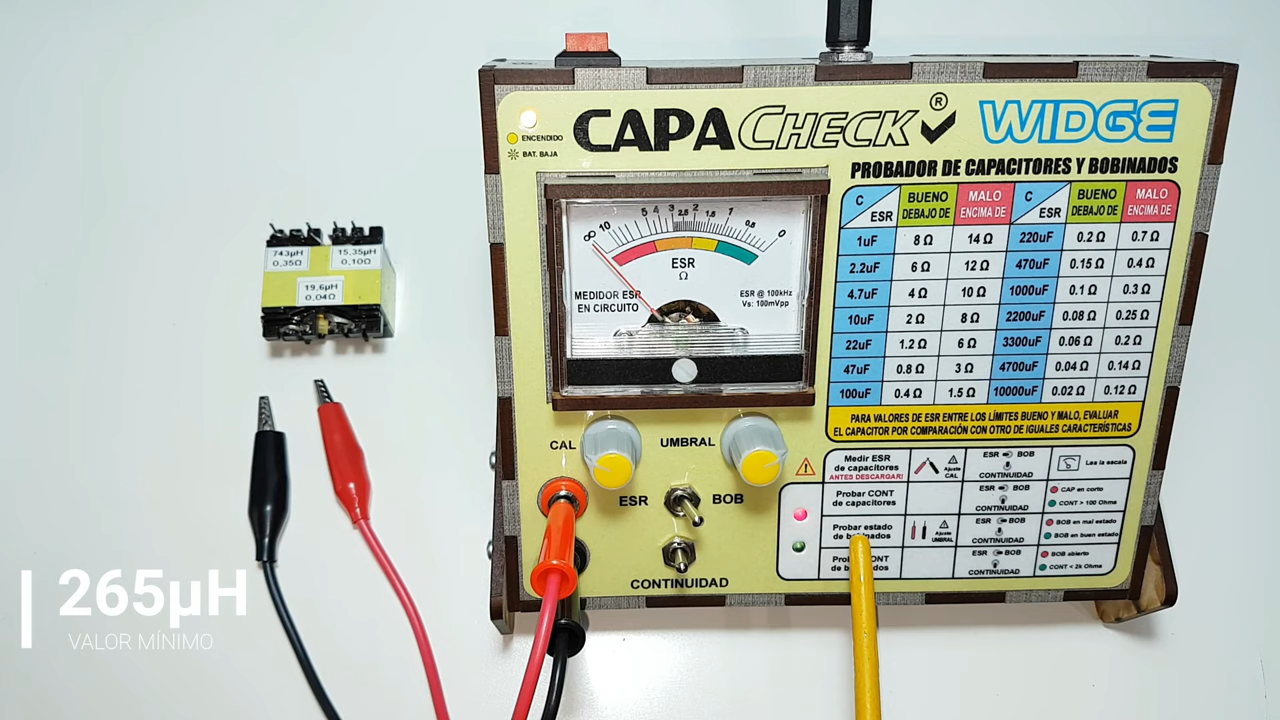 ENCENDIDO
BAT. BAJA
CAPACHECK ®
WIDGE
PROBADOR DE CAPACITORES Y BOBINADOS
C ESR BUENO DEBAJO DE MALO ENCIMA DE C ESR BUENO DEBAJO DE MALO ENCIMA DE
1uF 8 Ω 14 Ω 220uF 0.2 Ω 0.7 Ω
2.2uF 6 Ω 12 Ω 470uF 0.15 Ω 0.4 Ω
4.7uF 4 Ω 10 Ω 1000uF 0.1 Ω 0.3 Ω
10uF 2 Ω 8 Ω 2200uF 0.08 Ω 0.25 Ω
22uF 1.2 Ω 6 Ω 3300uF 0.06 Ω 0.2 Ω
47uF 0.8 Ω 3 Ω 4700uF 0.04 Ω 0.14 Ω
100uF 0.4 Ω 1.5 Ω 10000uF 0.02 Ω 0.12 Ω
PARA VALORES DE ESR ENTRE LOS LÍMITES BUENO Y MALO, EVALUAR
EL CAPACITOR POR COMPARACIÓN CON OTRO DE IGUALES CARACTERÍSTICAS
∞ 10 5 4 3 2.5 2 1.5 1 0.5 0
ESR
Ω
MEDIDOR ESR
EN CIRCUITO
ESR @ 100kHz
Vs: 100mVpp
743µH
0,35Ω
15,35µH
0,10Ω
19,6µH
0,04Ω
CAL
UMBRAL
ESR
BOB
CONTINUIDAD
Medir ESR
de capacitores
ANTES DESCARGAR!
Ajuste
CAL
ESR BOB
CONTINUIDAD
Lea la escala
Probar CONT
de capacitores
ESR BOB
CONTINUIDAD
CAP en corto
CONT > 100 Ohms
Probar estado
de
Ajuste
UMBRAL
ESR BOB
CONTINUIDAD
BOB en mal estado
BOB en buen estado
ESR BOB
CONTINUIDAD
BOB abierto
CONT < 2k Ohms
265µH
VALOR MÍNIMO